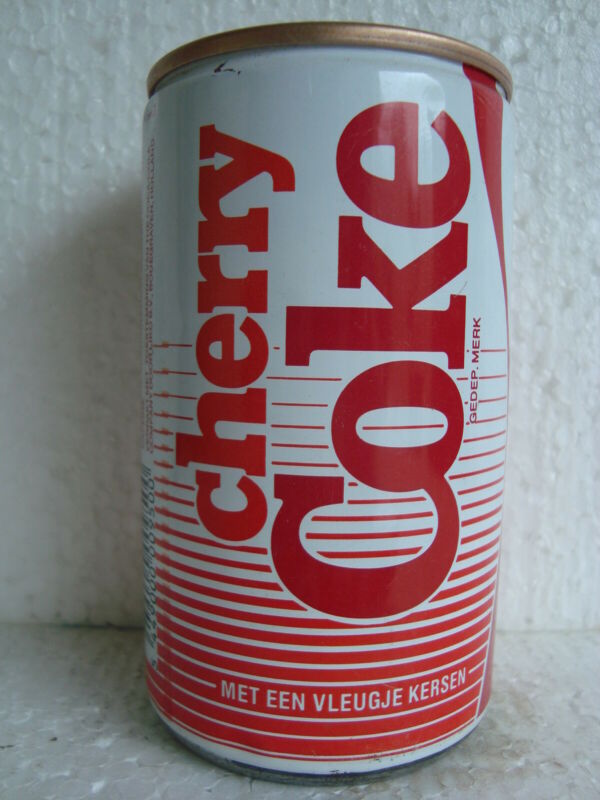 cherry
Coke
GEDEP. MERK
MET EEN VLEUGJE KERSEN